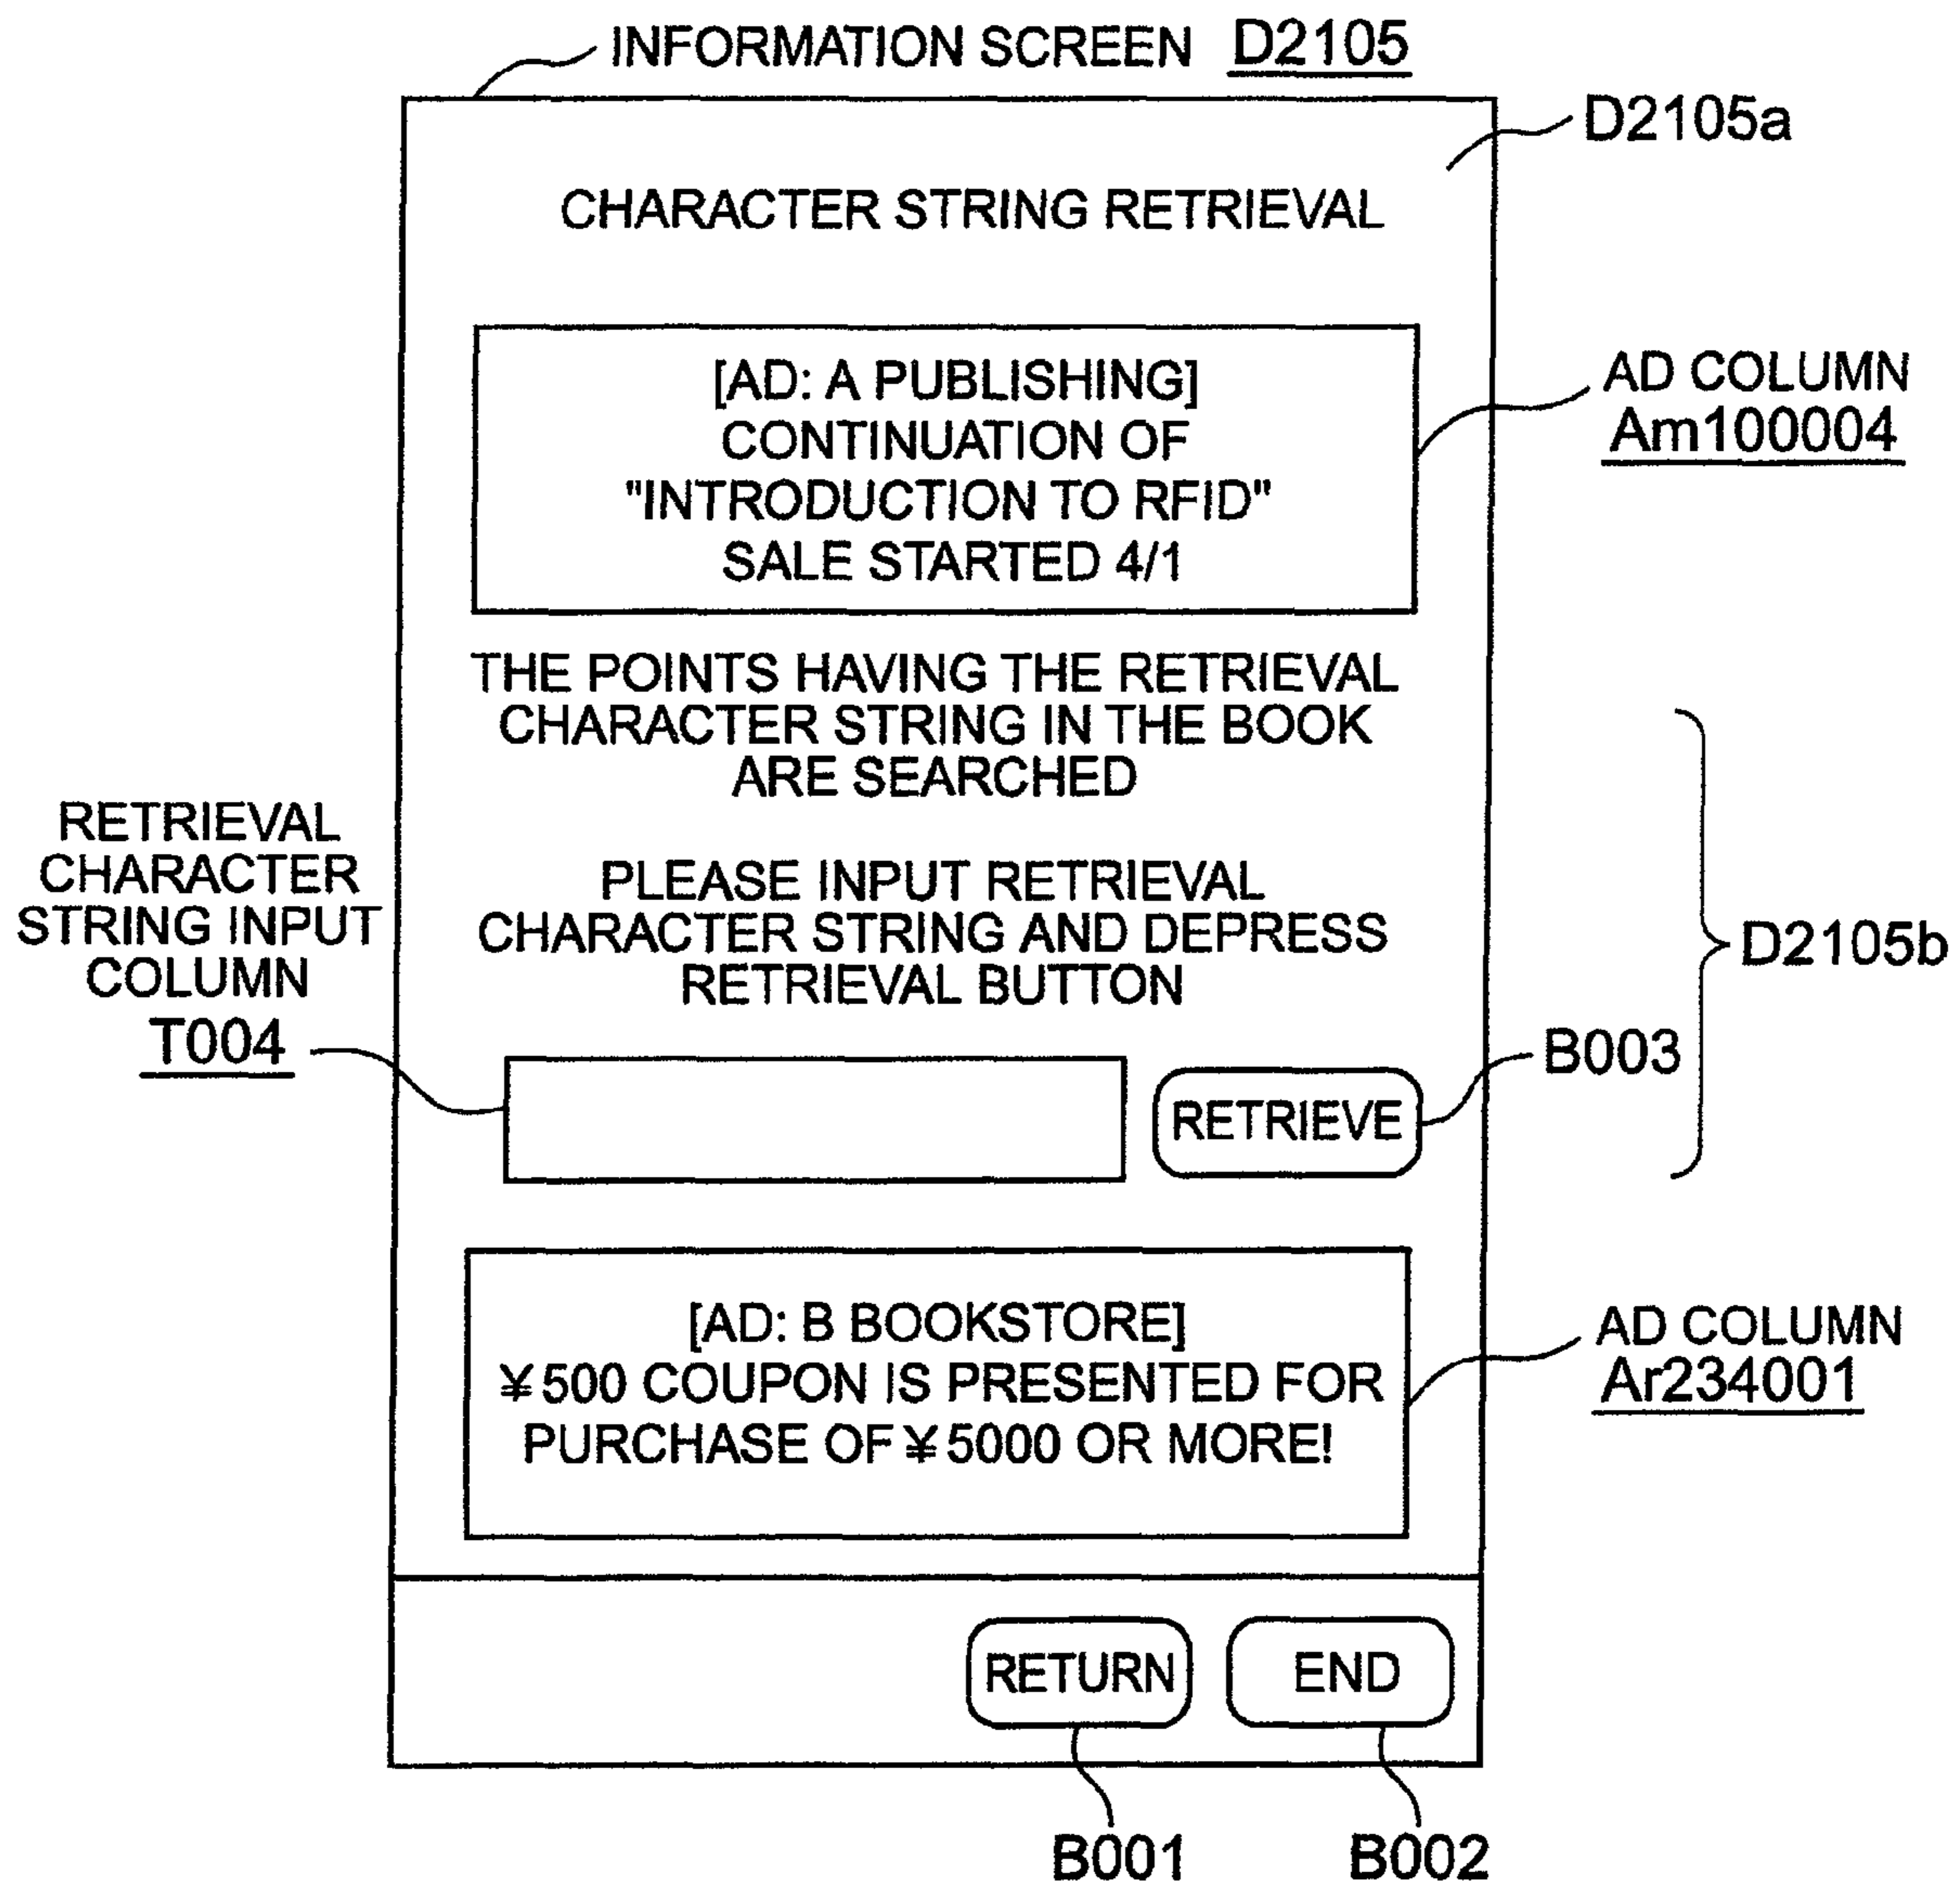 INFORMATION SCREEN D2105
D2105a
CHARACTER STRING RETRIEVAL
[AD: A PUBLISHING]
CONTINUATION OF
"INTRODUCTION TO RFID"
SALE STARTED 4/1
AD COLUMN
Am100004
THE POINTS HAVING THE RETRIEVAL
CHARACTER STRING IN THE BOOK
ARE SEARCHED
RETRIEVAL
CHARACTER
STRING INPUT
COLUMN
T004
PLEASE INPUT RETRIEVAL
CHARACTER STRING AND DEPRESS
RETRIEVAL BUTTON
D2105b
B003
RETRIEVE
[AD: B BOOKSTORE]
¥500 COUPON IS PRESENTED FOR
PURCHASE OF ¥5000 OR MORE!
AD COLUMN
Ar234001
RETURN
END
B001
B002